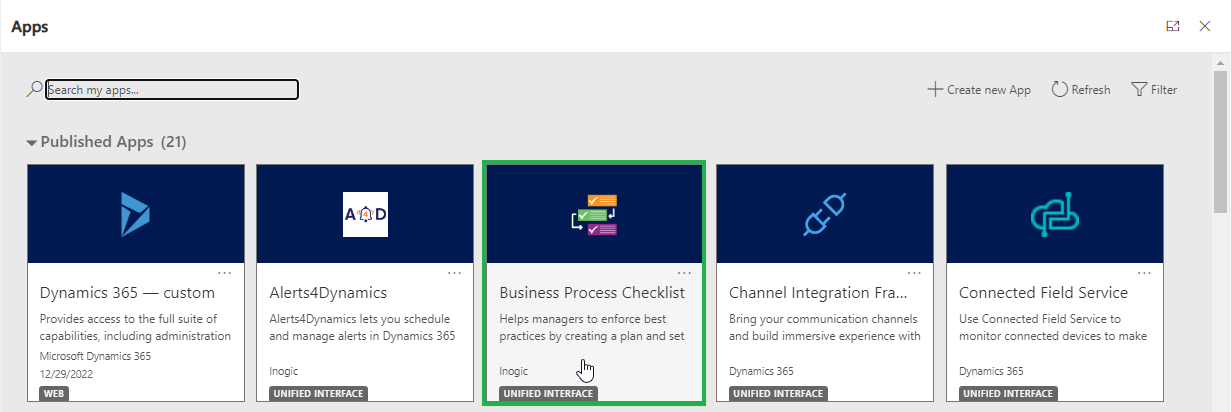 Apps
Search my apps...
Create new App
Refresh
Filter
Published Apps (21)
A4D
Dynamics 365 — custom
Provides access to the full suite of
capabilities, including administration
Microsoft Dynamics 365
12/29/2022
WEB
Alerts4Dynamics
Alerts4Dynamics lets you schedule
and manage alerts in Dynamics 365
Inogic
UNIFIED INTERFACE
Business Process Checklist
Helps managers to enforce best
practices by creating a plan and set
Inogic
UNIFIED INTERFACE
Channel Integration Fra...
Bring your communication channels
and build immersive experience with
Dynamics 365
UNIFIED INTERFACE
Connected Field Service
Use Connected Field Service to
monitor connected devices to make
Dynamics 365
UNIFIED INTERFACE